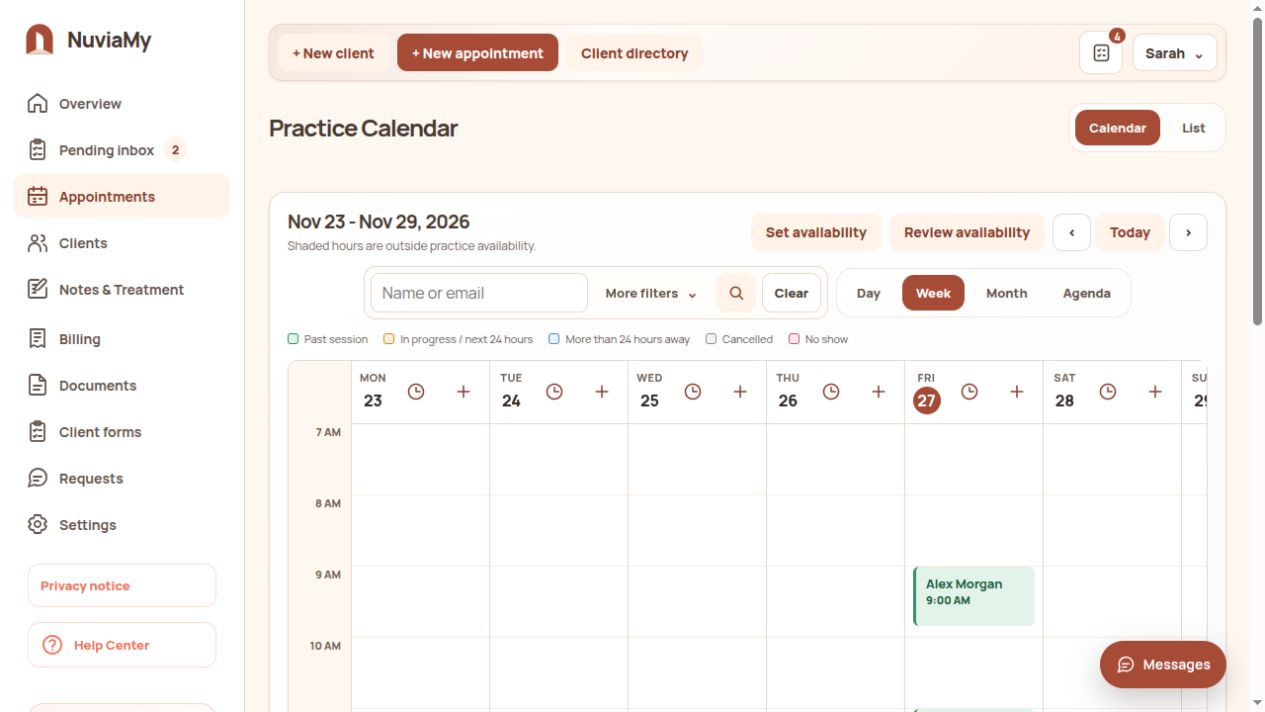 NuviaMy
Overview
Pending inbox 2
Appointments
Clients
Notes & Treatment
Billing
Documents
Client forms
Requests
Settings
Privacy notice
Help Center
+ New client
+ New appointment
Client directory
4
Sarah
Practice Calendar
Calendar
List
Nov 23 - Nov 29, 2026
Shaded hours are outside practice availability.
Set availability
Review availability
‹
Today
›
Name or email
More filters
Clear
Day
Week
Month
Agenda
Past session
In progress / next 24 hours
More than 24 hours away
Cancelled
No show
MON
23
TUE
24
WED
25
THU
26
FRI
27
SAT
28
7 AM
8 AM
9 AM
Alex Morgan
9:00 AM
10 AM
Messages